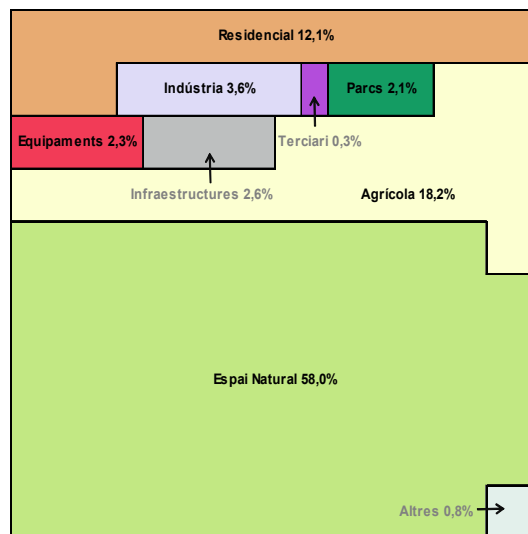 Residencial 12,1%
Indústria 3,6%
Parcs 2,1%
Equipaments 2,3%
Terciari 0,3%
Infraestructures 2,6%
Agrícola 18,2%
Espai Natural 58,0%
Altres 0,8%